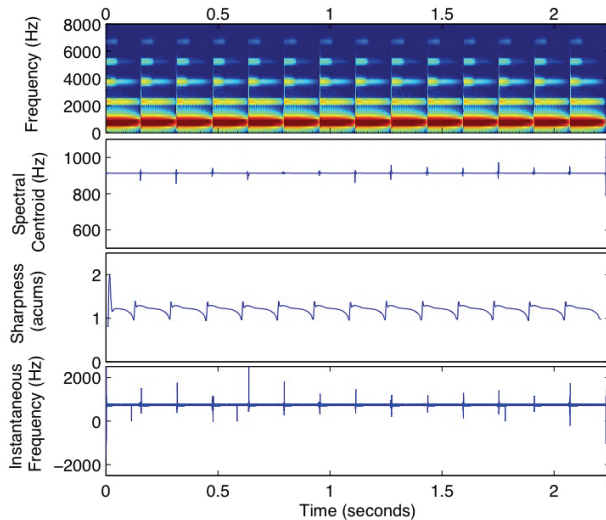 0 0.5 1 1.5 2
Frequency (Hz)
8000
6000
4000
2000
0
Spectral
Centroid (Hz)
1000
800
600
Sharpness
(acums)
2
1
0
Instantaneous
Frequency (Hz)
2000
0
−2000
0 0.5 1 1.5 2
Time (seconds)